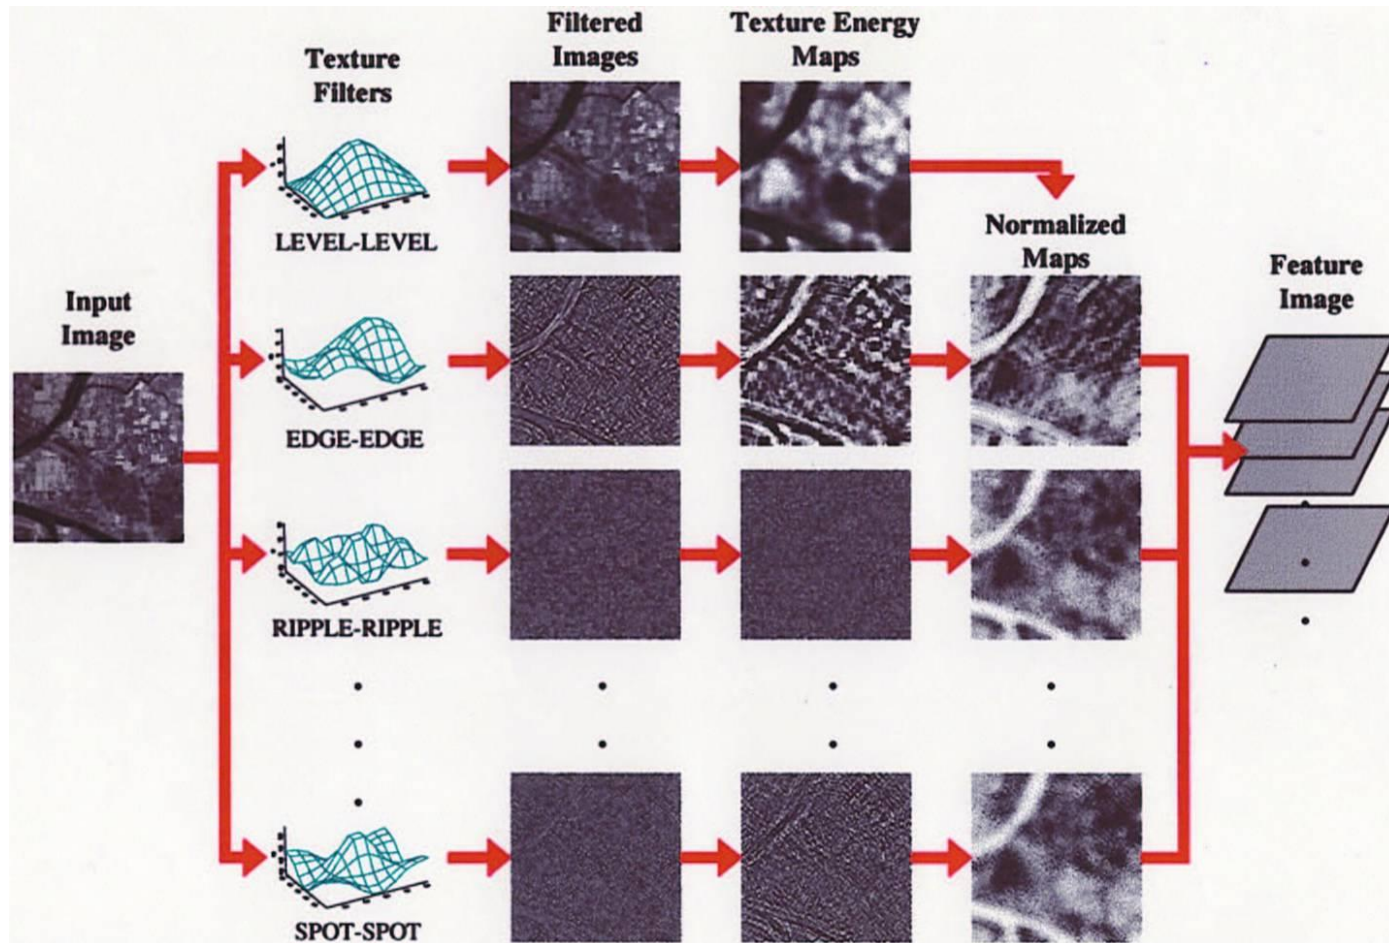 Texture
Filters
Filtered
Images
Texture Energy
Maps
LEVEL-LEVEL
Normalized
Maps
Feature
Image
Input
Image
EDGE-EDGE
RIPPLE-RIPPLE
SPOT-SPOT